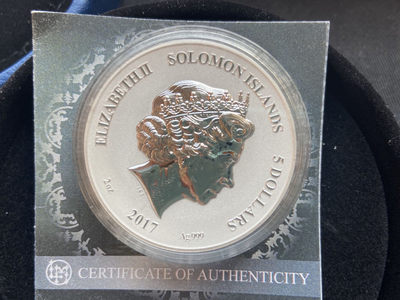 ELIZABETH II
SOLOMON ISLANDS
5 DOLLARS
2 oz
2017
Ag 999
CERTIFICATE OF AUTHENTICITY